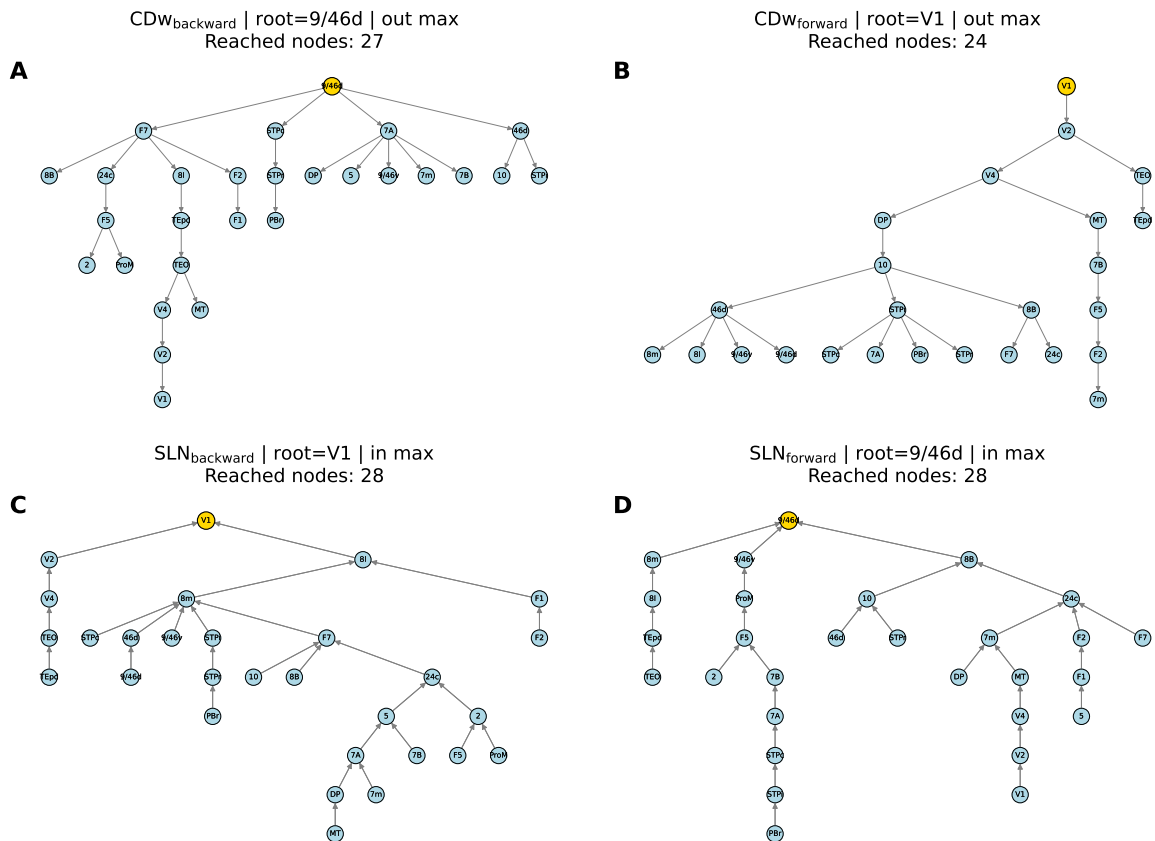 CDw_backward | root=9/46d | out max
Reached nodes: 27
A
9/46d
F7 STPc 7A 46d
8B 24c 8l F2 STPr DP 5 9/46v 7m 7B 10 STPi
F5 TEpd F1 PBr
2 ProM TEO
V4 MT
V2
V1
CDw_forward | root=V1 | out max
Reached nodes: 24
B
V1
V2
V4 TEO
DP MT TEpd
10 7B
46d STPi 8B F5
8m 8l 9/46v 9/46d STPc 7A PBr STPr F7 24c F2
7m
SLN_backward | root=V1 | in max
Reached nodes: 28
C
V1
V2 8l
V4 8m F1
TEO STPc 46d 9/46v STPi F7 F2
TEpd 9/46d STPr 10 8B 24c
PBr 5 2
7A 7B F5 ProM
DP 7m
MT
SLN_forward | root=9/46d | in max
Reached nodes: 28
D
9/46d
8m 9/46v 8B
8l ProM 10 24c
TEpd F5 46d STPi 7m F2 F7
TEO 2 7B DP MT F1
7A V4 5
STPc V2
STPr V1
PBr